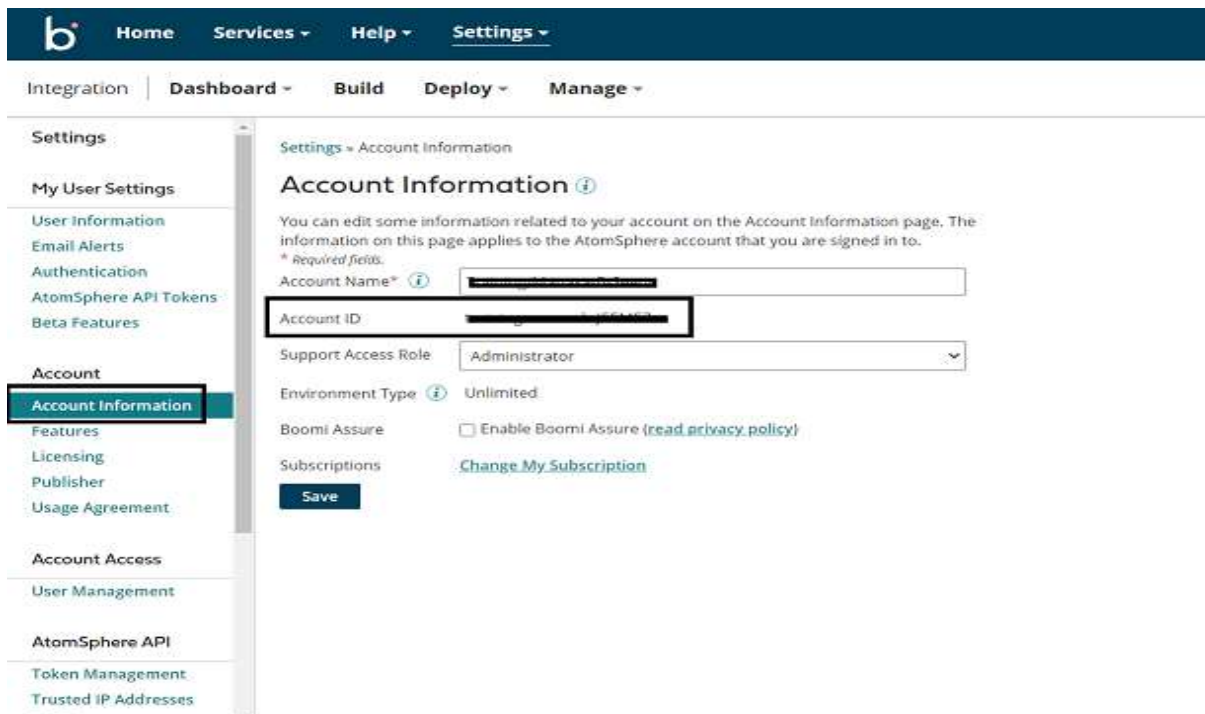 b Home Services Help Settings
Integration Dashboard Build Deploy Manage
Settings
My User Settings
User Information
Email Alerts
Authentication
AtomSphere API Tokens
Beta Features
Account
Account Information
Features
Licensing
Publisher
Usage Agreement
Account Access
User Management
AtomSphere API
Token Management
Trusted IP Addresses
Settings » Account Information
Account Information
You can edit some information related to your account on the Account Information page. The
information on this page applies to the AtomSphere account that you are signed in to.
* Required fields.
Account Name*
Account ID
Support Access Role Administrator
Environment Type Unlimited
Boomi Assure Enable Boomi Assure (read privacy policy)
Subscriptions Change My Subscription
Save